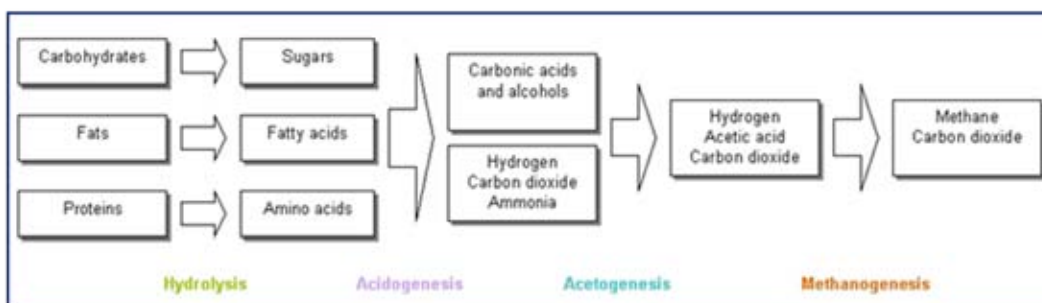 Carbohydrates
Sugars
Fats
Fatty acids
Proteins
Amino acids
Carbonic acids
and alcohols
Hydrogen
Carbon dioxide
Ammonia
Hydrogen
Acetic acid
Carbon dioxide
Methane
Carbon dioxide
Hydrolysis
Acidogenesis
Acetogenesis
Methanogenesis